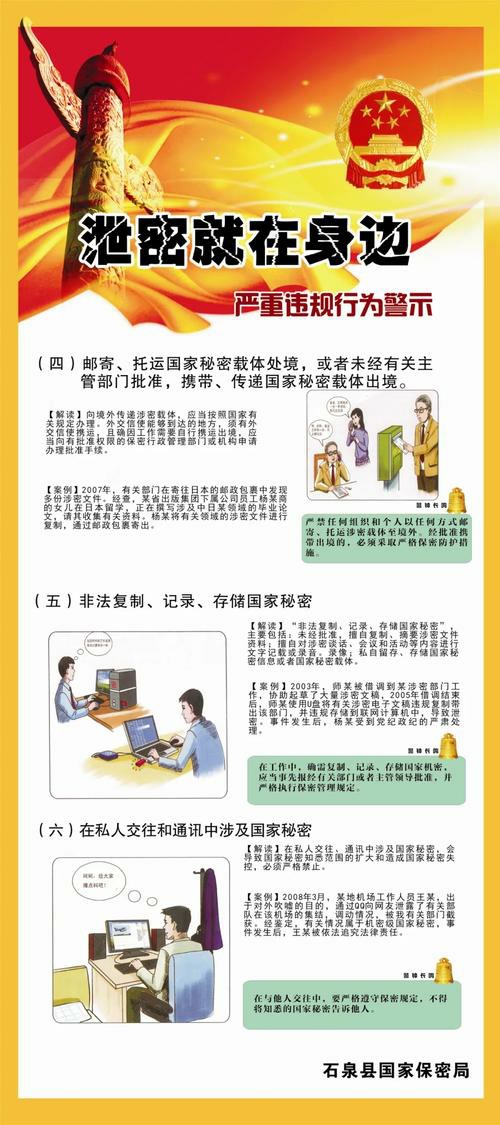 泄密就在身边
严重违规行为警示
（四）邮寄、托运国家秘密载体处境，或者未经有关主
管部门批准，携带、传递国家秘密载体出境。
【解读】向境外传递涉密载体，应当按照国家有
关规定办理。外交信使能够到达的地方，须有外
交信使携运，且确因工作需要自行携运出境，应
当向有批准权限的保密行政管理部门或机构申请
办理批准手续。
【案例】2007年，有关部门在寄往日本的邮政包裹中发现
多份涉密文件。经查，某省出版集团下属公司员工杨某高
的女儿在日本留学，正在撰写涉及中日某领域的毕业论
文，请其收集有关资料。杨某将有关领域的涉密文件进行
复制，通过邮政包裹寄出。
警钟长鸣
严禁任何组织和个人以任何方式邮
寄、托运涉密载体至境外。经批准携
带出境的，必须采取严格保密防护措
施。
（五）非法复制、记录、存储国家秘密
【解读】“非法复制、记录、存储国家秘密”，
主要包括：未经批准，擅自复制、摘要涉密文件
资料；擅自对涉密谈话、会议和活动等内容进行
文字记载或录音。录像；私自留存、存储国家秘
密信息或者国家秘密载体。
【案例】2003年，师某被借调到某涉密部门工
作，协助起草了大量涉密文稿，2005年借调结束
后，师某使用U盘将有关涉密电子文稿违规复制带
出该部门，并违规存储到联网计算机中，导致泄
密。事件发生后，杨某受到党纪政纪的严肃处
理。
警钟长鸣
在工作中，确需复制、记录、存储国家机密，
应当事先报经有关部门或者主管领导批准，并
严格执行保密管理规定。
（六）在私人交往和通讯中涉及国家秘密
【解读】在私人交往、通讯中涉及国家秘密，会
导致国家秘密知悉范围的扩大和造成国家秘密失
控，必须严格禁止。
呵呵，给大家
爆点料吧！
【案例】2008年3月，某地机场工作人员王某，出
于对外吹嘘的目的，通过QQ向网友泄露了有关部
队在该机场的集结，调动情况，被我有关部门截
获。经鉴定，有关情况属于机密级国家秘密，事
件发生后，王某被依法追究法律责任。
警钟长鸣
在与他人交往中，要严格遵守保密规定，不得
将知悉的国家秘密告诉他人。
石泉县国家保密局